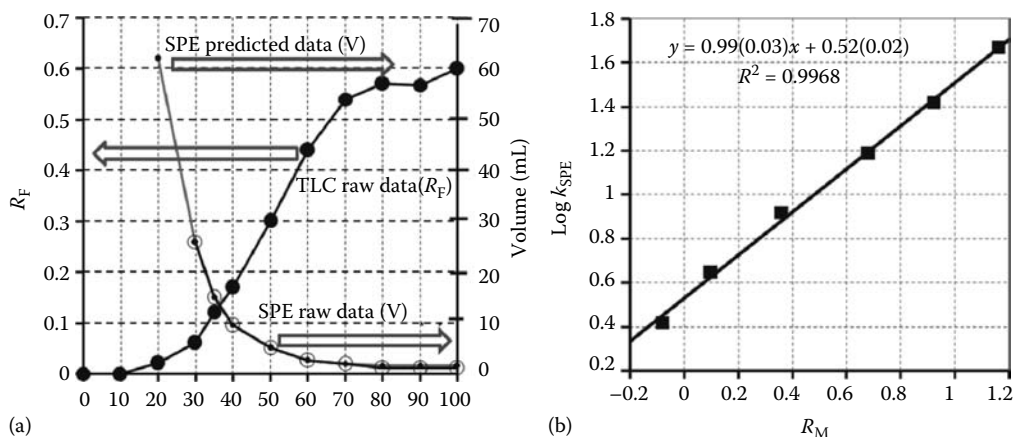 0.7
0.6
0.5
0.4
0.3
0.2
0.1
0
R_F
SPE predicted data (V)
TLC raw data(R_F)
SPE raw data (V)
70
60
50
40
30
20
10
0
Volume (mL)
0 10 20 30 40 50 60 70 80 90 100
(a)
1.8
1.6
1.4
1.2
1
0.8
0.6
0.4
0.2
Log k_SPE
y = 0.99(0.03)x + 0.52(0.02)
R² = 0.9968
−0.2 0 0.2 0.4 0.6 0.8 1 1.2
R_M
(b)